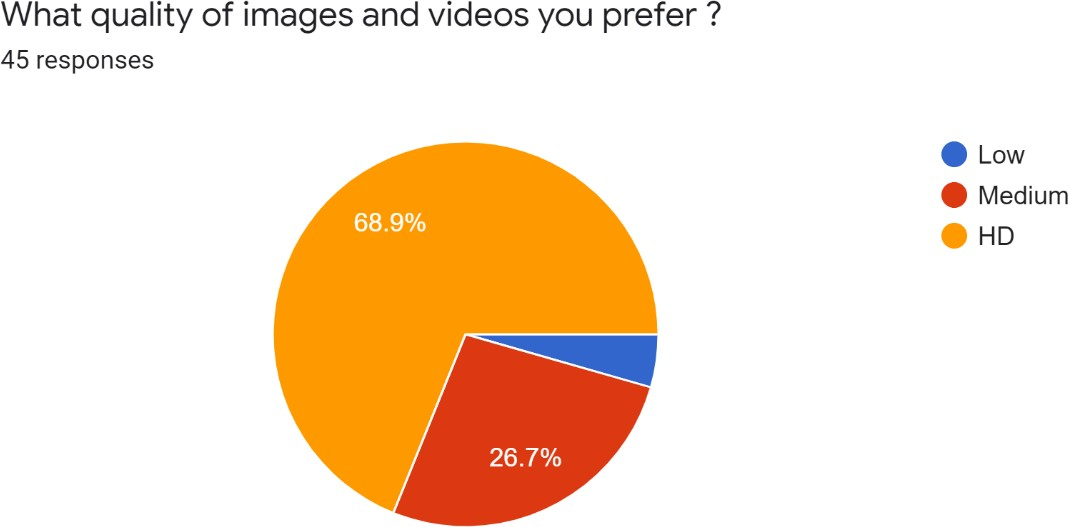 What quality of images and videos you prefer ?
45 responses
68.9%
26.7%
Low
Medium
HD